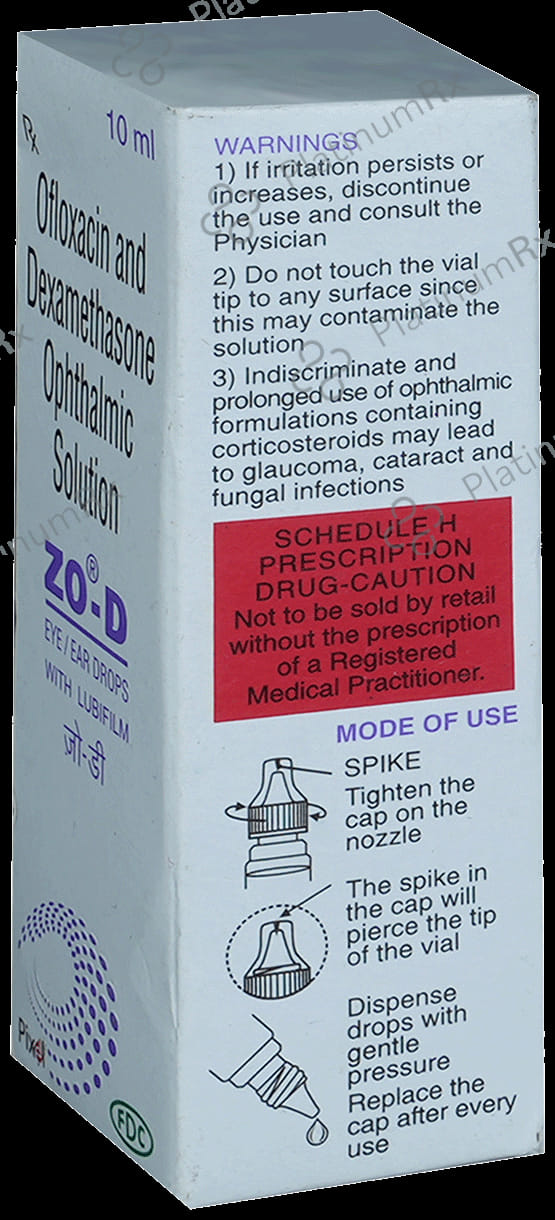 Rx
10 ml
Ofloxacin and
Dexamethasone
Ophthalmic
Solution
ZO®-D
EYE / EAR DROPS
WITH LUBIFILM
ज़ो-डी
Pixel
FDC
WARNINGS
1) If irritation persists or
increases, discontinue
the use and consult the
Physician
2) Do not touch the vial
tip to any surface since
this may contaminate the
solution
3) Indiscriminate and
prolonged use of ophthalmic
formulations containing
corticosteroids may lead
to glaucoma, cataract and
fungal infections
SCHEDULE H
PRESCRIPTION
DRUG-CAUTION
Not to be sold by retail
without the prescription
of a Registered
Medical Practitioner.
MODE OF USE
SPIKE
Tighten the
cap on the
nozzle
The spike in
the cap will
pierce the tip
of the vial
Dispense
drops with
gentle
pressure
Replace the
cap after every
use
PlatinumRx
PlatinumRx
PlatinumRx